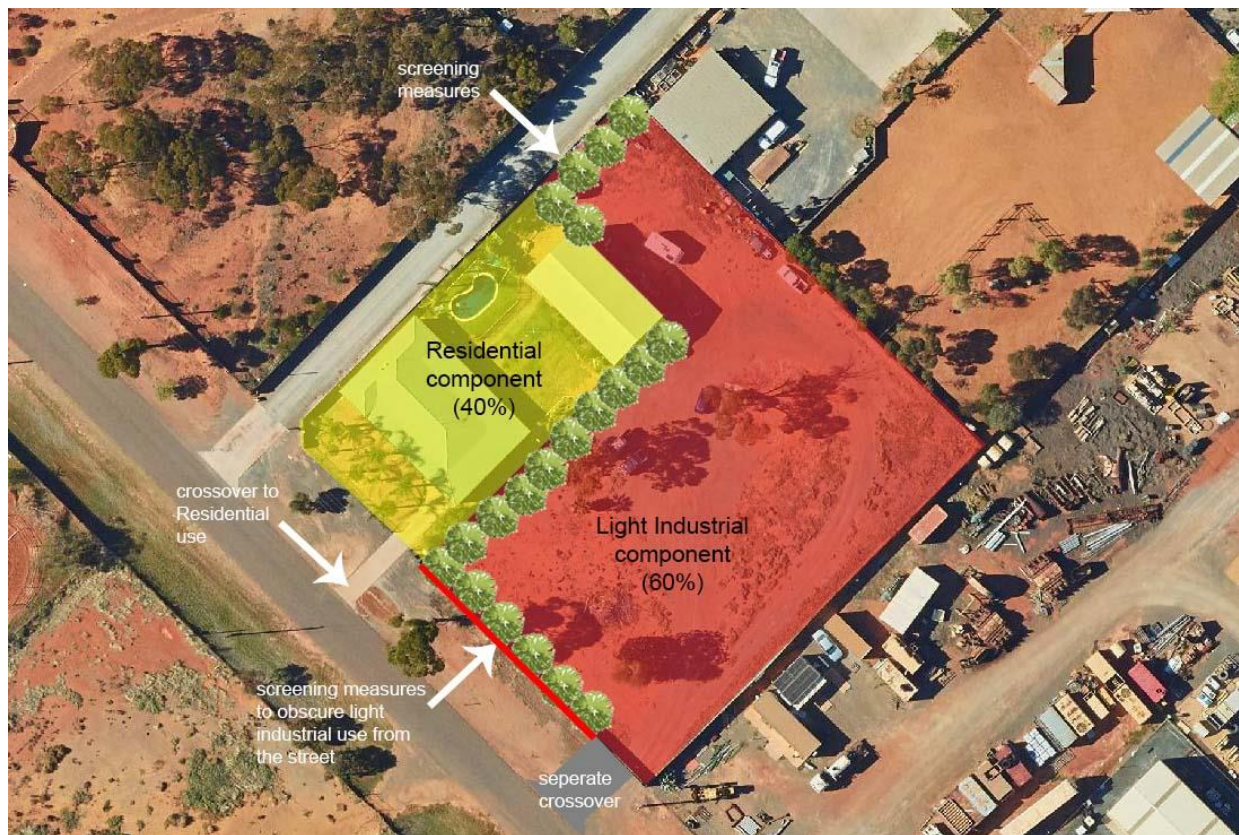 screening
measures
Residential
component
(40%)
crossover to
Residential
use
Light Industrial
component
(60%)
screening measures
to obscure light
industrial use from
the street
seperate
crossover